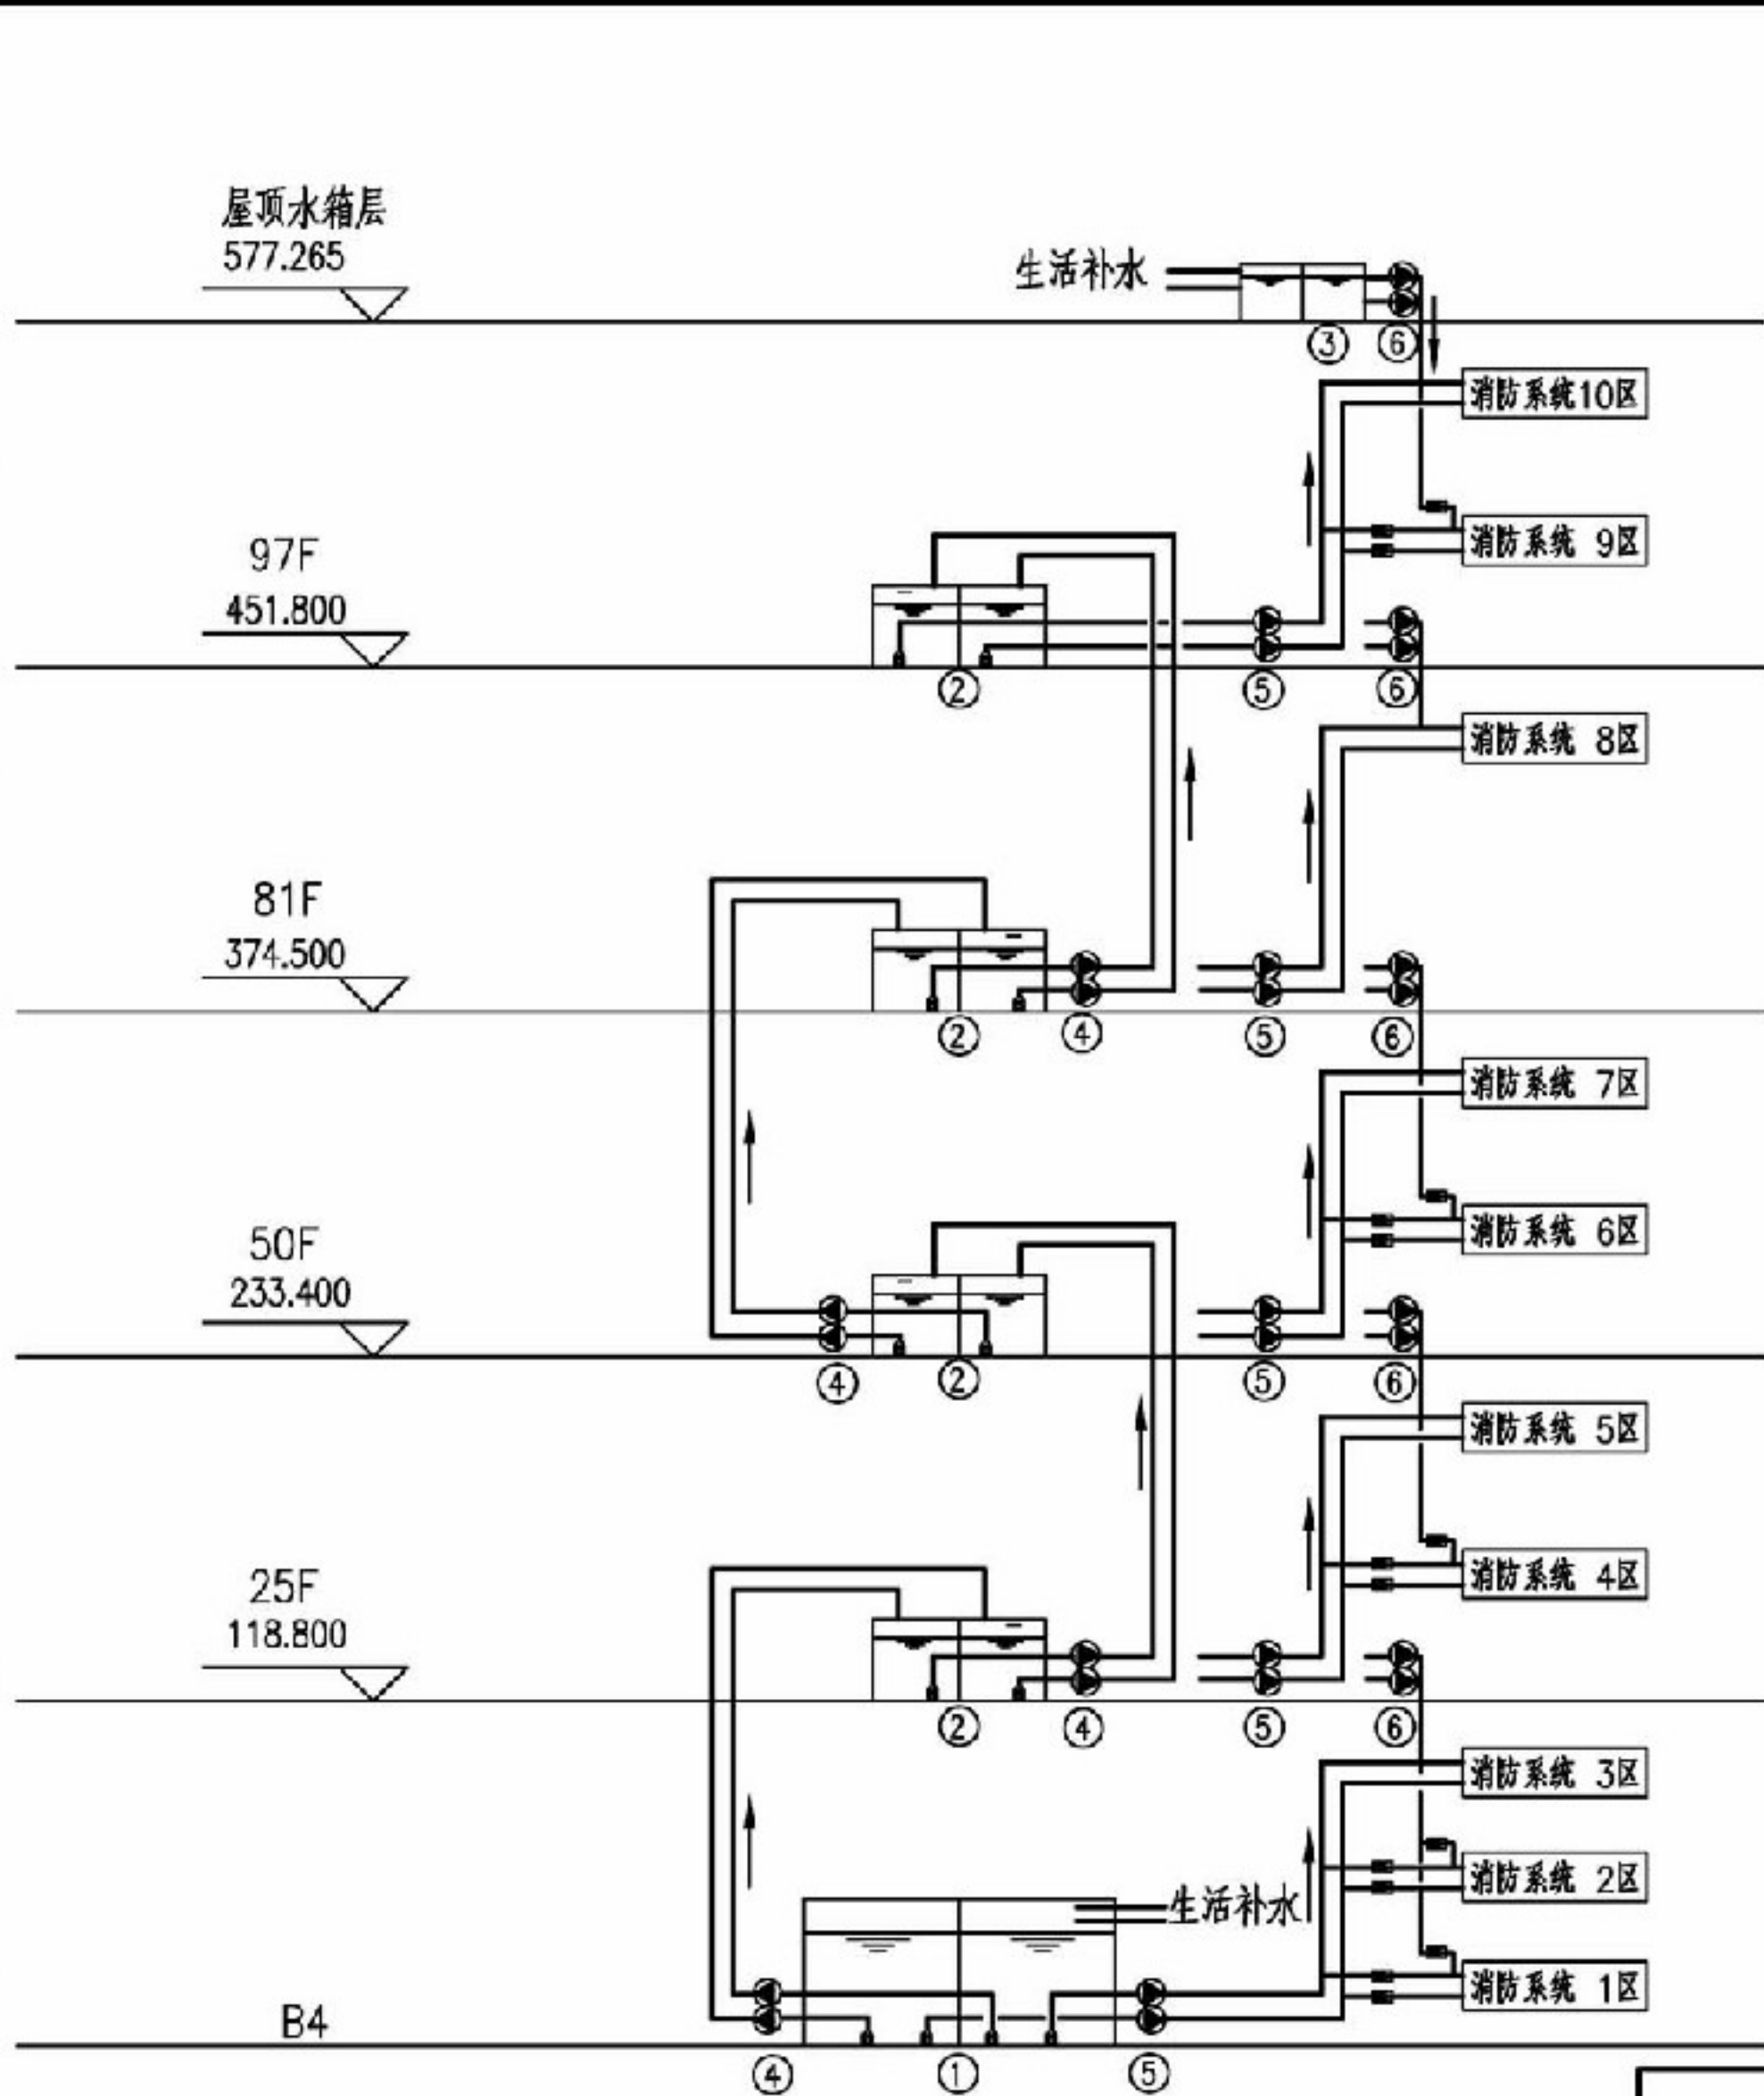 屋顶水箱层
577.265
生活补水
③ ⑥
消防系统10区
97F
消防系统 9区
451.800
② ⑤ ⑥
消防系统 8区
81F
374.500
② ④ ⑤ ⑥
消防系统 7区
50F
消防系统 6区
233.400
④ ② ⑤ ⑥
消防系统 5区
25F
消防系统 4区
118.800
② ④ ⑤ ⑥
消防系统 3区
消防系统 2区
生活补水
消防系统 1区
B4
④ ① ⑤